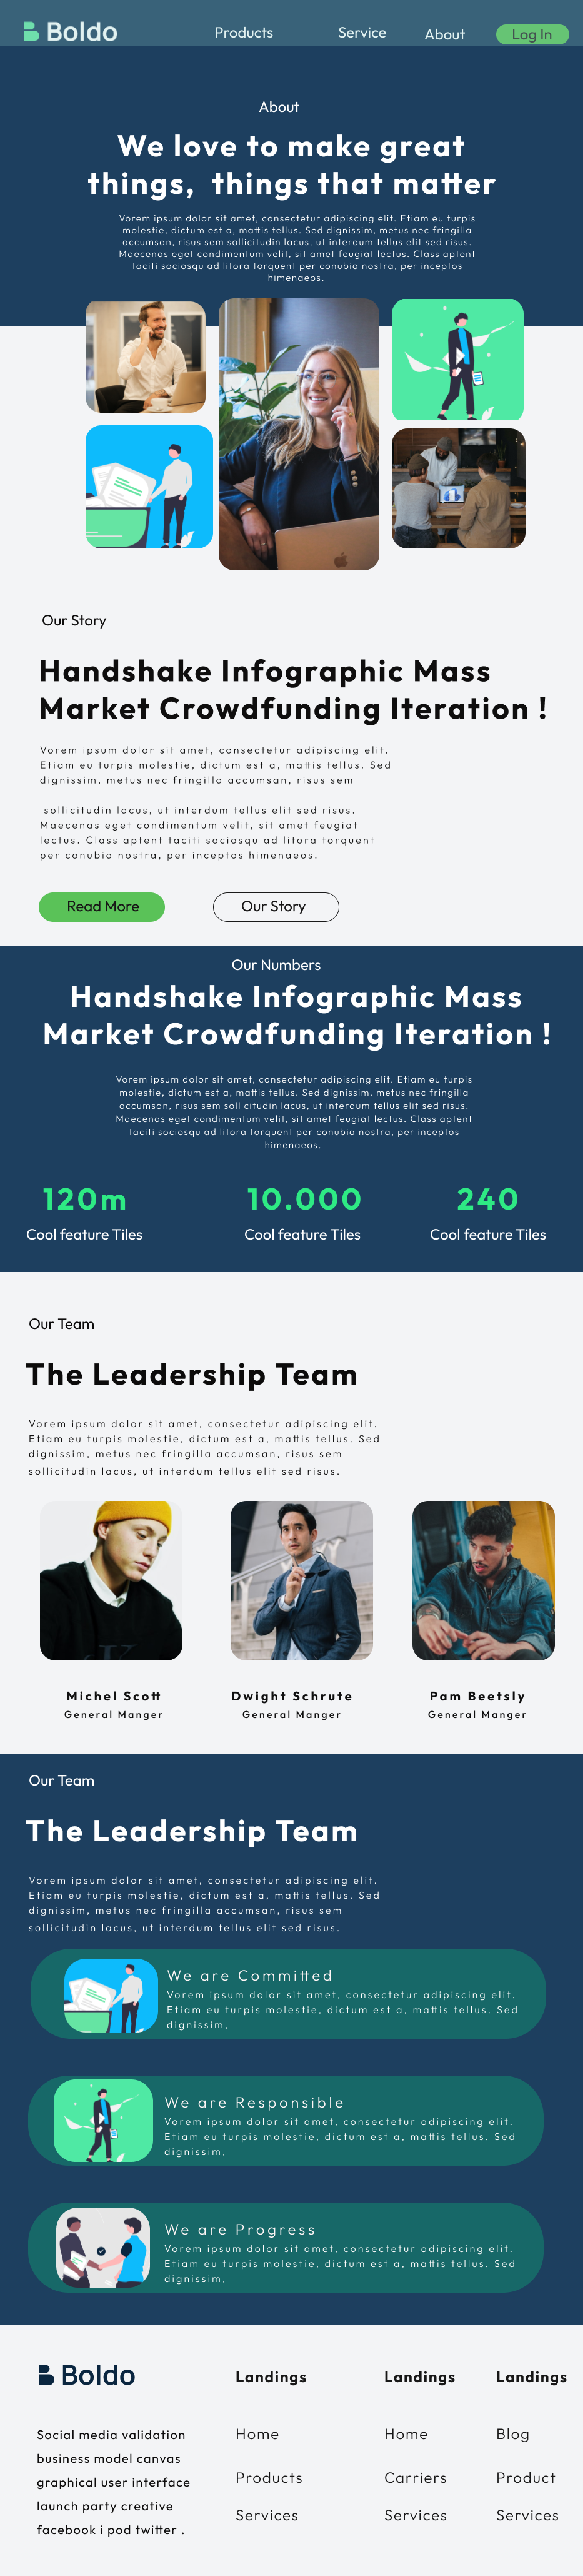 Boldo
Products
Service
About
Log In
About
We love to make great
things, things that matter
Vorem ipsum dolor sit amet, consectetur adipiscing elit. Etiam eu turpis
molestie, dictum est a, mattis tellus. Sed dignissim, metus nec fringilla
accumsan, risus sem sollicitudin lacus, ut interdum tellus elit sed risus.
Maecenas eget condimentum velit, sit amet feugiat lectus. Class aptent
taciti sociosqu ad litora torquent per conubia nostra, per inceptos
himenaeos.
Our Story
Handshake Infographic Mass
Market Crowdfunding Iteration !
Vorem ipsum dolor sit amet, consectetur adipiscing elit.
Etiam eu turpis molestie, dictum est a, mattis tellus. Sed
dignissim, metus nec fringilla accumsan, risus sem
sollicitudin lacus, ut interdum tellus elit sed risus.
Maecenas eget condimentum velit, sit amet feugiat
lectus. Class aptent taciti sociosqu ad litora torquent
per conubia nostra, per inceptos himenaeos.
Read More
Our Story
Our Numbers
Handshake Infographic Mass
Market Crowdfunding Iteration !
Vorem ipsum dolor sit amet, consectetur adipiscing elit. Etiam eu turpis
molestie, dictum est a, mattis tellus. Sed dignissim, metus nec fringilla
accumsan, risus sem sollicitudin lacus, ut interdum tellus elit sed risus.
Maecenas eget condimentum velit, sit amet feugiat lectus. Class aptent
taciti sociosqu ad litora torquent per conubia nostra, per inceptos
himenaeos.
120m
Cool feature Tiles
10.000
Cool feature Tiles
240
Cool feature Tiles
Our Team
The Leadership Team
Vorem ipsum dolor sit amet, consectetur adipiscing elit.
Etiam eu turpis molestie, dictum est a, mattis tellus. Sed
dignissim, metus nec fringilla accumsan, risus sem
sollicitudin lacus, ut interdum tellus elit sed risus.
Michel Scott
General Manger
Dwight Schrute
General Manger
Pam Beetsly
General Manger
Our Team
The Leadership Team
Vorem ipsum dolor sit amet, consectetur adipiscing elit.
Etiam eu turpis molestie, dictum est a, mattis tellus. Sed
dignissim, metus nec fringilla accumsan, risus sem
sollicitudin lacus, ut interdum tellus elit sed risus.
We are Committed
Vorem ipsum dolor sit amet, consectetur adipiscing elit.
Etiam eu turpis molestie, dictum est a, mattis tellus. Sed
dignissim,
We are Responsible
Vorem ipsum dolor sit amet, consectetur adipiscing elit.
Etiam eu turpis molestie, dictum est a, mattis tellus. Sed
dignissim,
We are Progress
Vorem ipsum dolor sit amet, consectetur adipiscing elit.
Etiam eu turpis molestie, dictum est a, mattis tellus. Sed
dignissim,
Boldo
Social media validation
business model canvas
graphical user interface
launch party creative
facebook i pod twitter .
Landings
Home
Products
Services
Landings
Home
Carriers
Services
Landings
Blog
Product
Services